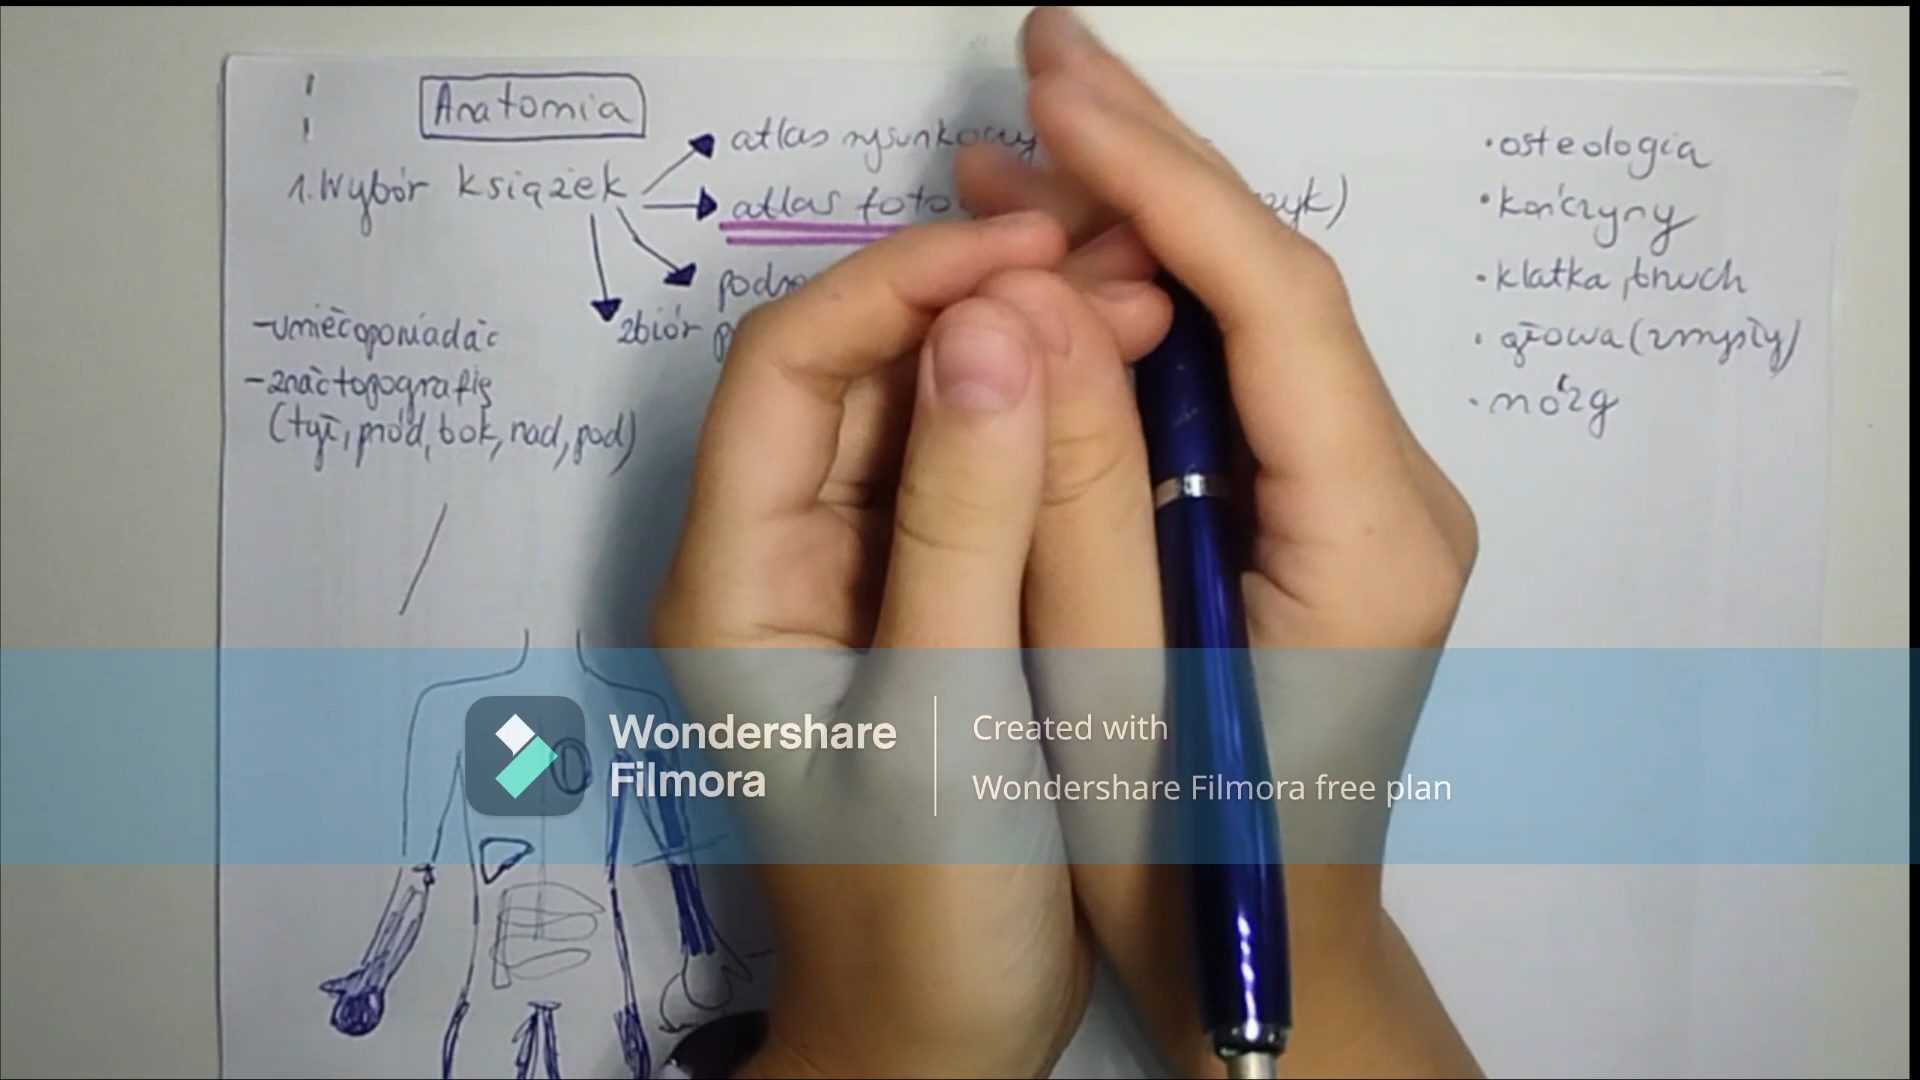 Anatomia
1. Wybór książek
atlas rysunkowy
atlas foto
zbiór
-umieć opowiadać
-znać topografię
(tył, przód, bok, nad, pod)
•osteologia
•kończyny
•klatka, brzuch
•głowa (zmysły)
•mózg
Wondershare
Filmora
Created with
Wondershare Filmora free plan